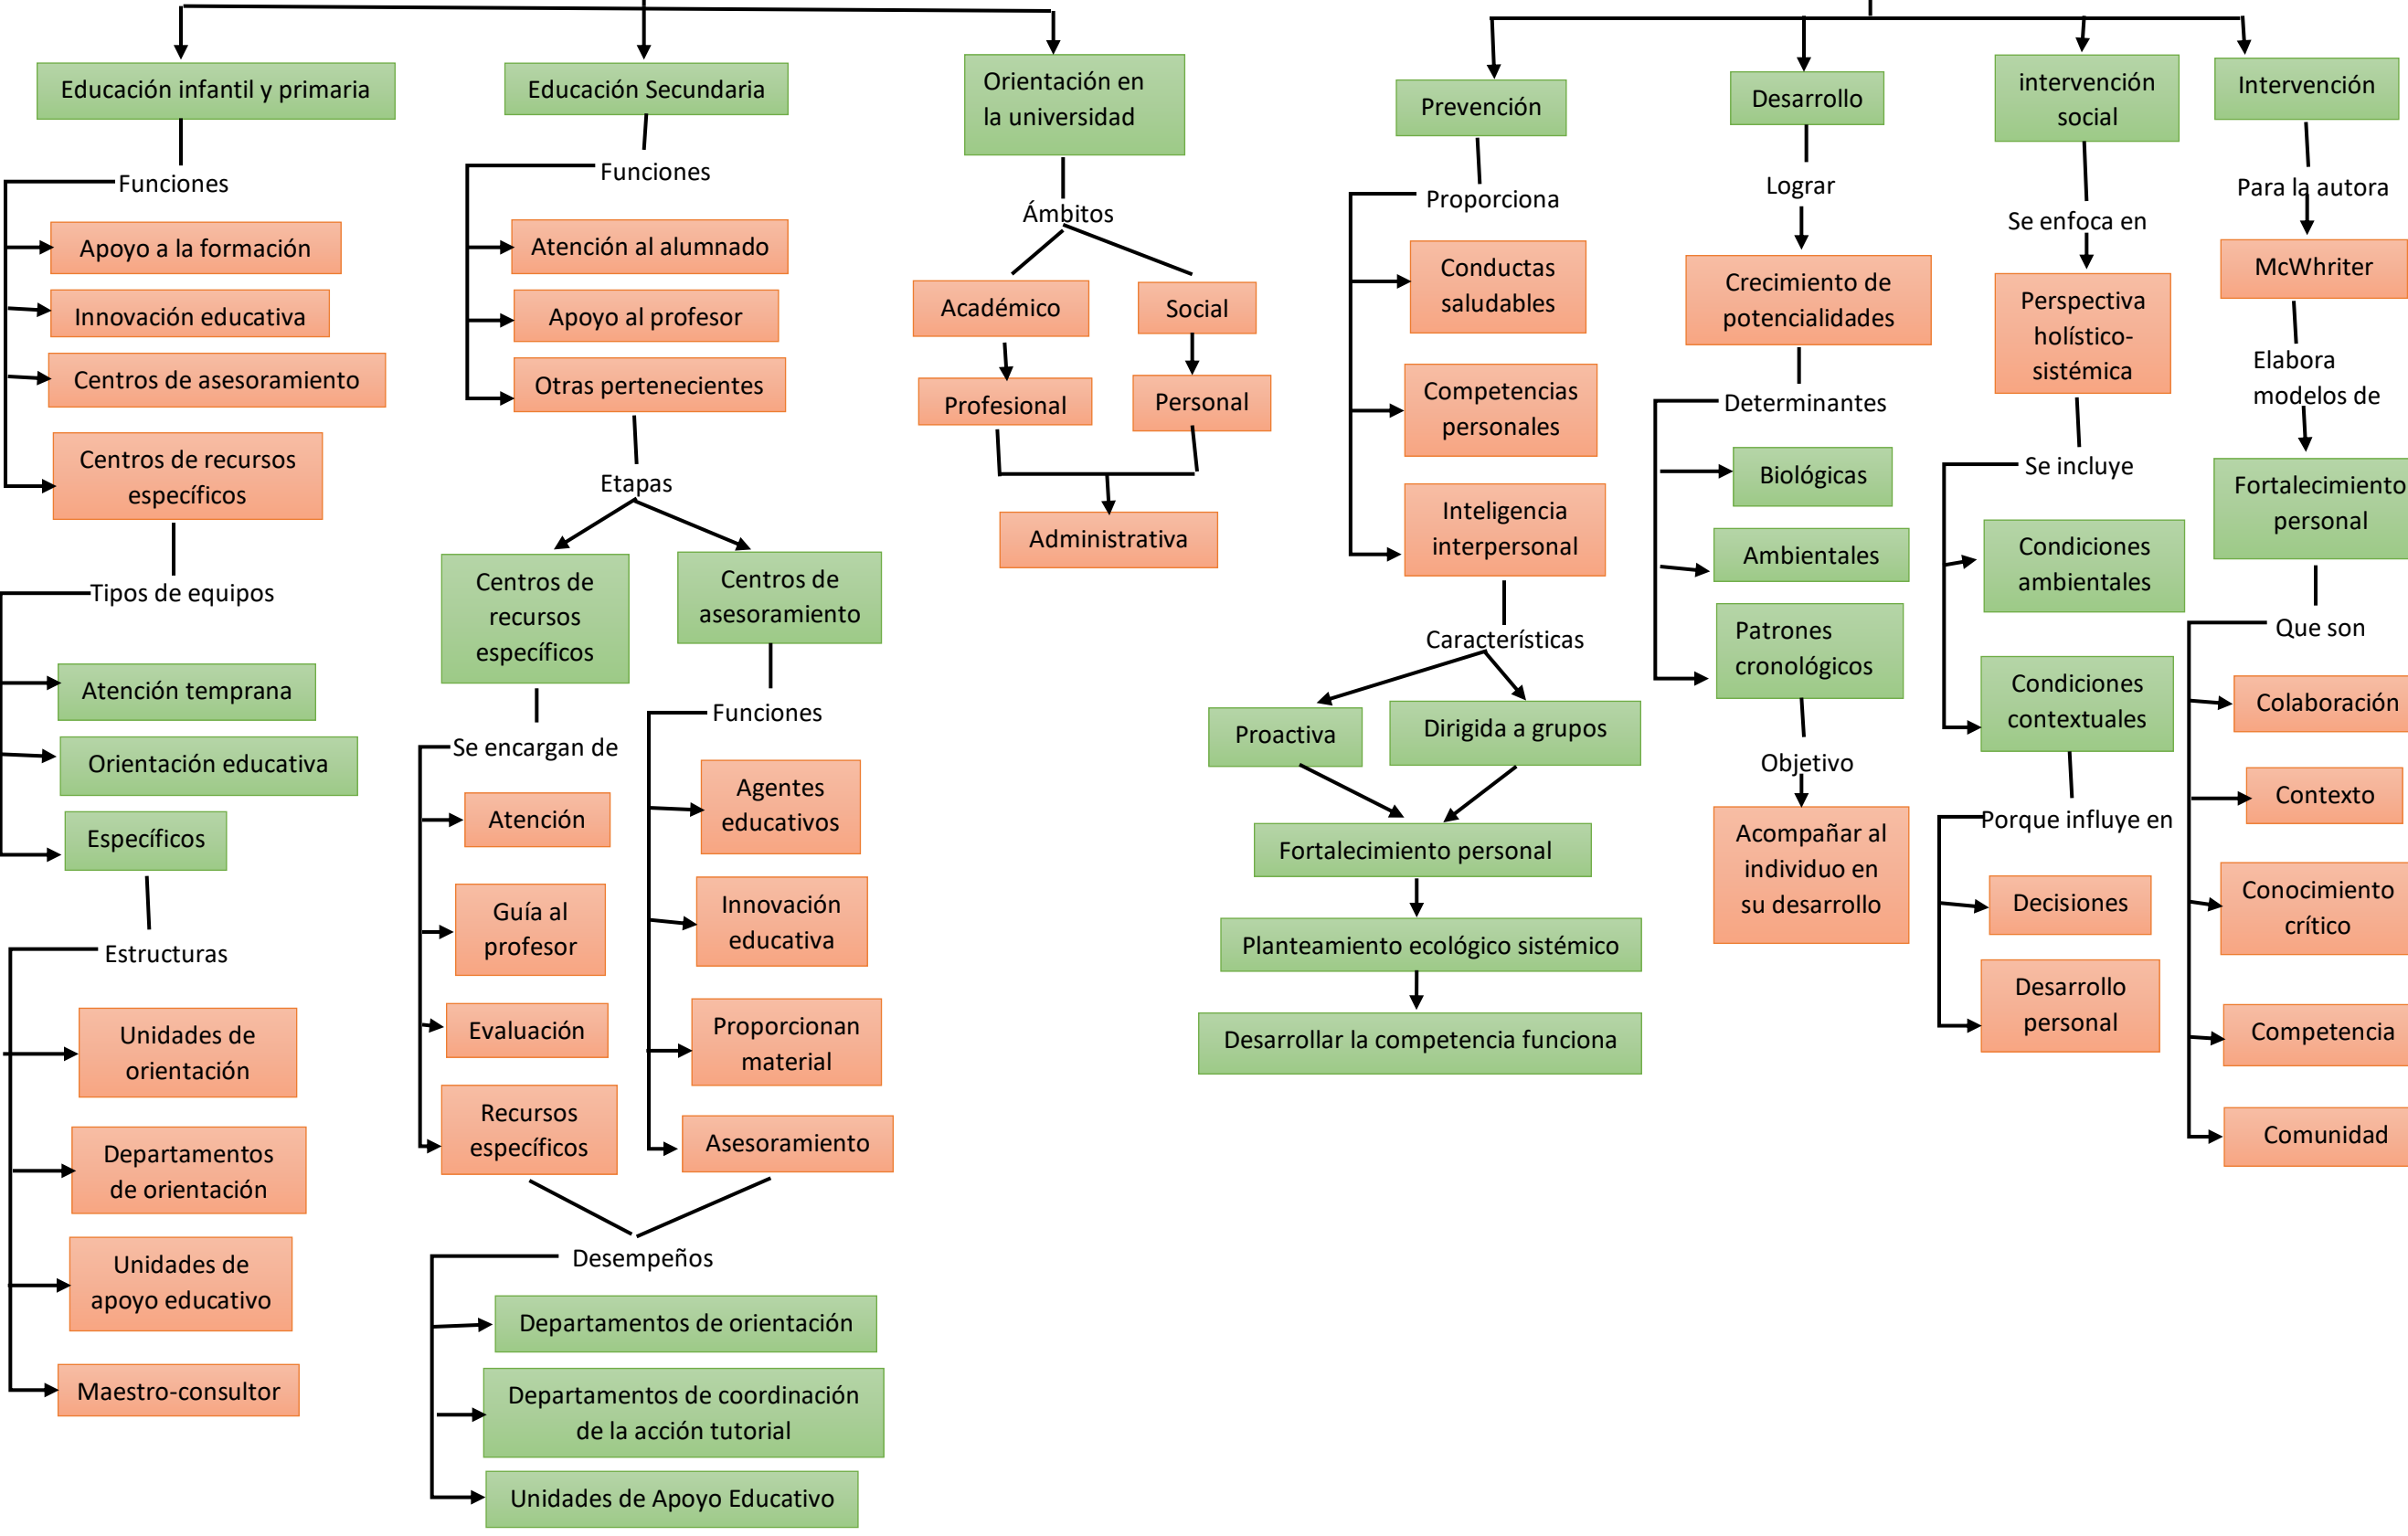 Educación infantil y primaria
Funciones
Apoyo a la formación
Innovación educativa
Centros de asesoramiento
Centros de recursos
específicos
Tipos de equipos
Atención temprana
Orientación educativa
Específicos
Estructuras
Unidades de
orientación
Departamentos
de orientación
Unidades de
apoyo educativo
Maestro-consultor
Educación Secundaria
Funciones
Atención al alumnado
Apoyo al profesor
Otras pertenecientes
Etapas
Centros de
recursos
específicos
Se encargan de
Atención
Guía al
profesor
Evaluación
Recursos
específicos
Centros de
asesoramiento
Funciones
Agentes
educativos
Innovación
educativa
Proporcionan
material
Asesoramiento
Desempeños
Departamentos de orientación
Departamentos de coordinación
de la acción tutorial
Unidades de Apoyo Educativo
Orientación en
la universidad
Ámbitos
Académico
Social
Profesional
Personal
Administrativa
Prevención
Proporciona
Conductas
saludables
Competencias
personales
Inteligencia
interpersonal
Características
Proactiva
Dirigida a grupos
Fortalecimiento personal
Planteamiento ecológico sistémico
Desarrollar la competencia funciona
Desarrollo
Lograr
Crecimiento de
potencialidades
Determinantes
Biológicas
Ambientales
Patrones
cronológicos
Objetivo
Acompañar al
individuo en
su desarrollo
intervención
social
Se enfoca en
Perspectiva
holístico-
sistémica
Se incluye
Condiciones
ambientales
Condiciones
contextuales
Porque influye en
Decisiones
Desarrollo
personal
Intervención
Para la autora
McWhriter
Elabora
modelos de
Fortalecimiento
personal
Que son
Colaboración
Contexto
Conocimiento
crítico
Competencia
Comunidad